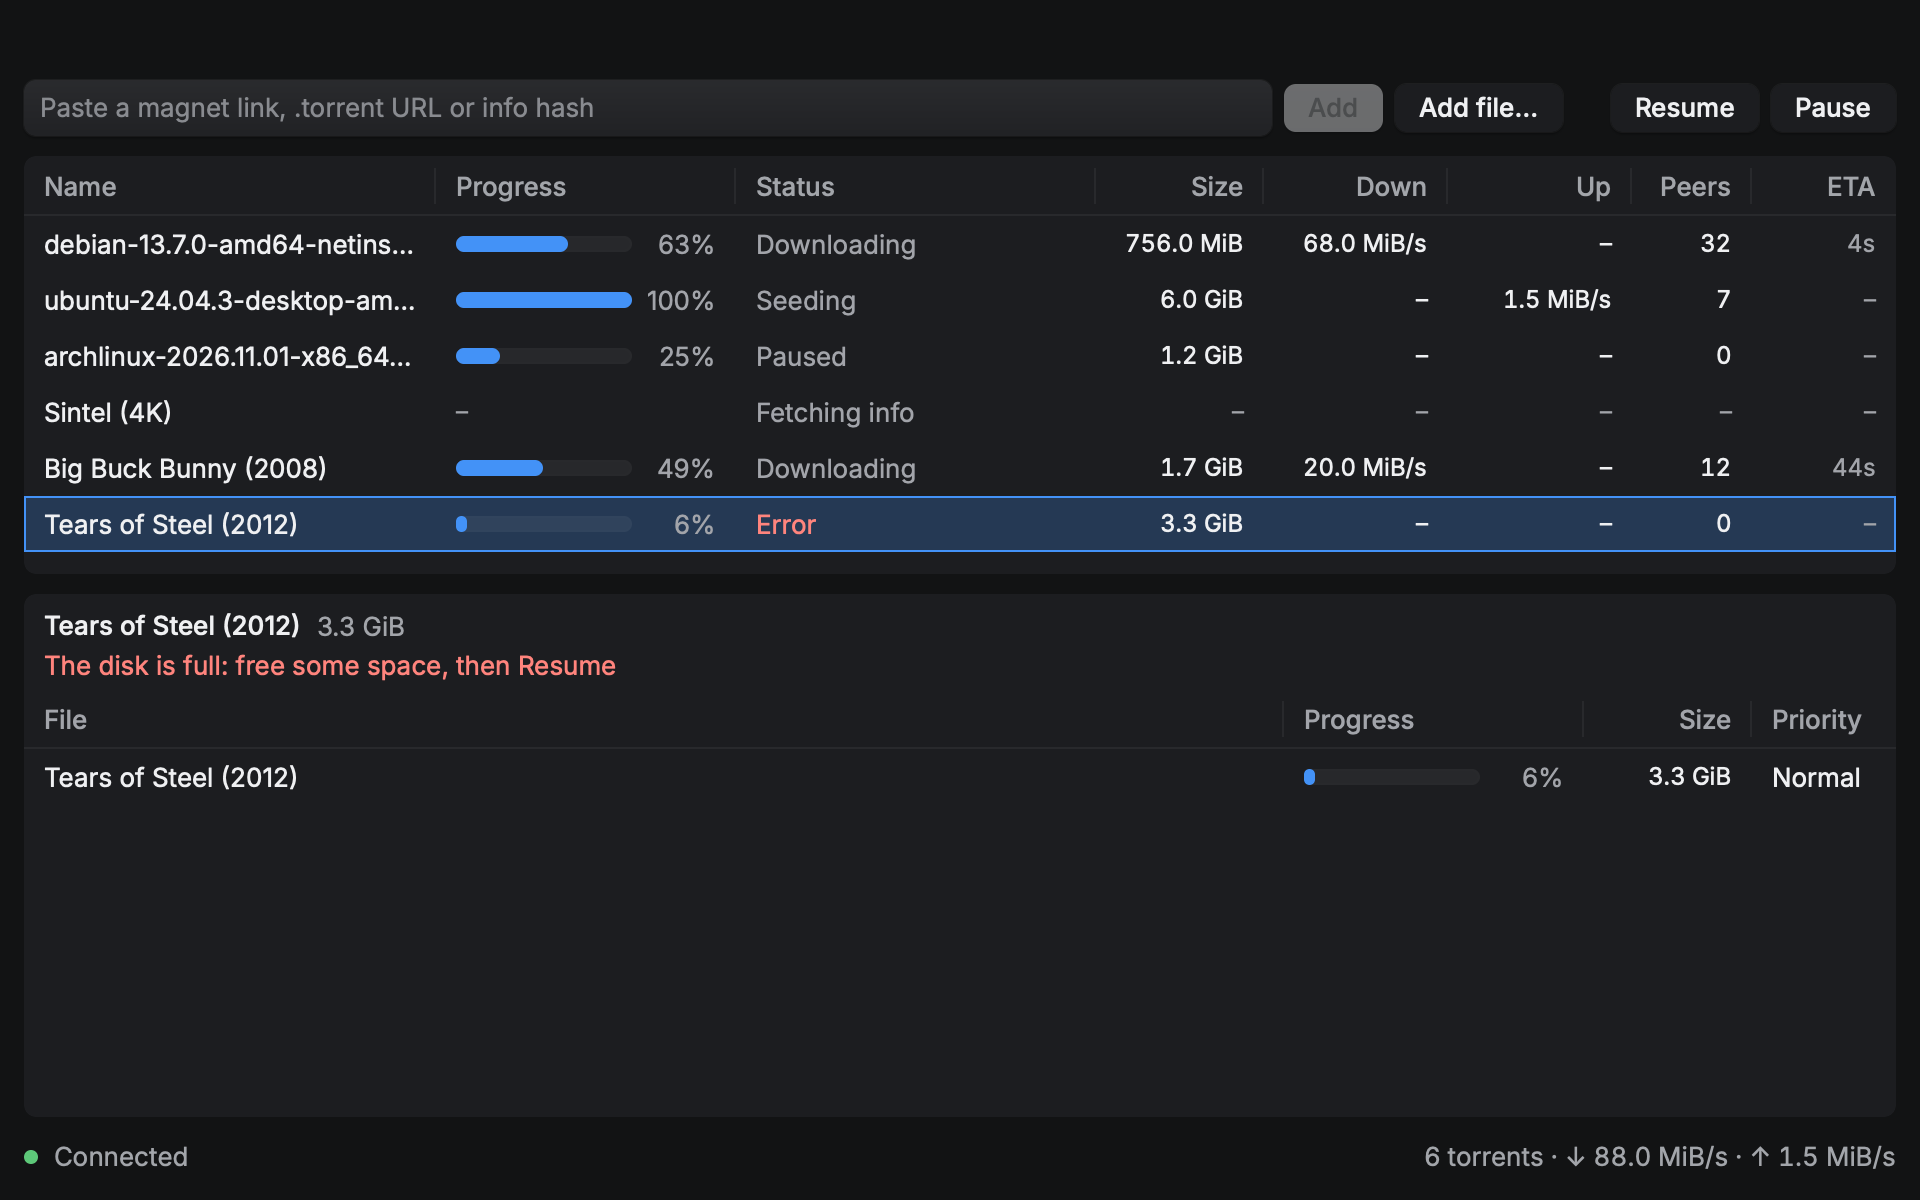 Paste a magnet link, .torrent URL or info hash Add Add file... Resume Pause
Name Progress Status Size Down Up Peers ETA
debian-13.7.0-amd64-netins... 63% Downloading 756.0 MiB 68.0 MiB/s – 32 4s
ubuntu-24.04.3-desktop-am... 100% Seeding 6.0 GiB – 1.5 MiB/s 7 –
archlinux-2026.11.01-x86_64... 25% Paused 1.2 GiB – – 0 –
Sintel (4K) – Fetching info – – – – –
Big Buck Bunny (2008) 49% Downloading 1.7 GiB 20.0 MiB/s – 12 44s
Tears of Steel (2012) 6% Error 3.3 GiB – – 0 –
Tears of Steel (2012) 3.3 GiB
The disk is full: free some space, then Resume
File Progress Size Priority
Tears of Steel (2012) 6% 3.3 GiB Normal
Connected 6 torrents · ↓ 88.0 MiB/s · ↑ 1.5 MiB/s